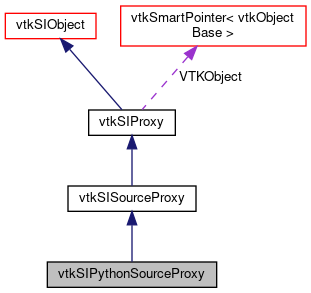 vtkSIObject
vtkSmartPointer< vtkObject
Base >
VTKObject
vtkSIProxy
vtkSISourceProxy
vtkSIPythonSourceProxy